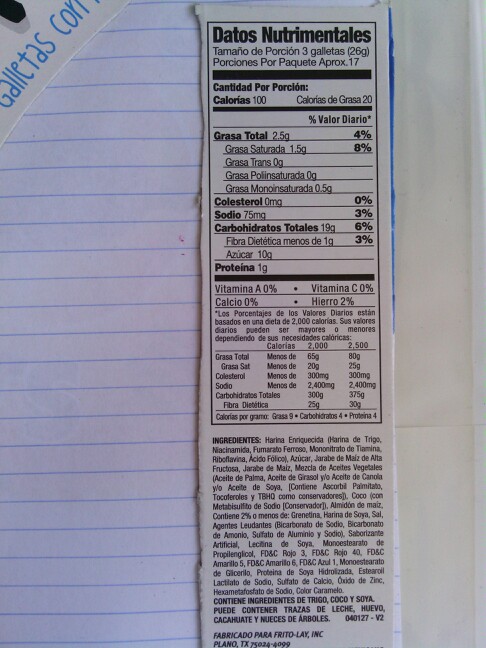 Galletas con
Datos Nutrimentales
Tamaño de Porción 3 galletas (26g)
Porciones Por Paquete Aprox.17
Cantidad Por Porción:
Calorías 100 Calorías de Grasa 20
% Valor Diario*
Grasa Total 2.5g 4%
Grasa Saturada 1.5g 8%
Grasa Trans 0g
Grasa Poliinsaturada 0g
Grasa Monoinsaturada 0.5g
Colesterol 0mg 0%
Sodio 75mg 3%
Carbohidratos Totales 19g 6%
Fibra Dietética menos de 1g 3%
Azúcar 10g
Proteína 1g
Vitamina A 0% • Vitamina C 0%
Calcio 0% • Hierro 2%
*Los Porcentajes de los Valores Diarios están
basados en una dieta de 2,000 calorías. Sus valores
diarios pueden ser mayores o menores
dependiendo de sus necesidades calóricas:
Calorías 2,000 2,500
Grasa Total Menos de 65g 80g
Grasa Sat Menos de 20g 25g
Colesterol Menos de 300mg 300mg
Sodio Menos de 2,400mg 2,400mg
Carbohidratos Totales 300g 375g
Fibra Dietética 25g 30g
Calorías por gramo: Grasa 9 • Carbohidratos 4 • Proteína 4
INGREDIENTES: Harina Enriquecida (Harina de Trigo,
Niacinamida, Fumarato Ferroso, Mononitrato de Tiamina,
Riboflavina, Ácido Fólico), Azúcar, Jarabe de Maíz de Alta
Fructosa, Jarabe de Maíz, Mezcla de Aceites Vegetales
(Aceite de Palma, Aceite de Girasol y/o Aceite de Canola
y/o Aceite de Soya, [Contiene Ascorbil Palmitato,
Tocoferoles y TBHQ como conservadores]), Coco (con
Metabisulfito de Sodio [Conservador]), Almidón de maíz,
Contiene 2% o menos de: Grenetina, Harina de Soya, Sal,
Agentes Leudantes (Bicarbonato de Sodio, Bicarbonato
de Amonio, Sulfato de Aluminio y Sodio), Saborizante
Artificial, Lecitina de Soya, Monoestearato de
Propilenglicol, FD&C Rojo 3, FD&C Rojo 40, FD&C
Amarillo 5, FD&C Amarillo 6, FD&C Azul 1, Monoestearato
de Glicerilo, Proteína de Soya Hidrolizada, Estearoil
Lactilato de Sodio, Sulfato de Calcio, Óxido de Zinc,
Hexametafosfato de Sodio, Color Caramelo.
CONTIENE INGREDIENTES DE TRIGO, COCO Y SOYA.
PUEDE CONTENER TRAZAS DE LECHE, HUEVO,
CACAHUATE Y NUECES DE ÁRBOLES. 040127 - V2
FABRICADO PARA FRITO-LAY, INC
PLANO, TX 75024-4099